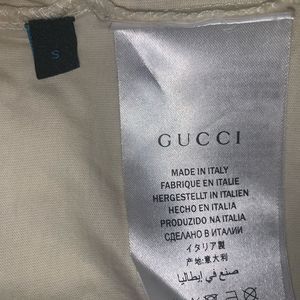 S
GUCCI
MADE IN ITALY
FABRIQUE EN ITALIE
HERGESTELLT IN ITALIEN
HECHO EN ITALIA
PRODUZIDO NA ITALIA
СДЕЛАНО В ИТАЛИИ
イタリア製
产地:意大利
صنع في إيطاليا